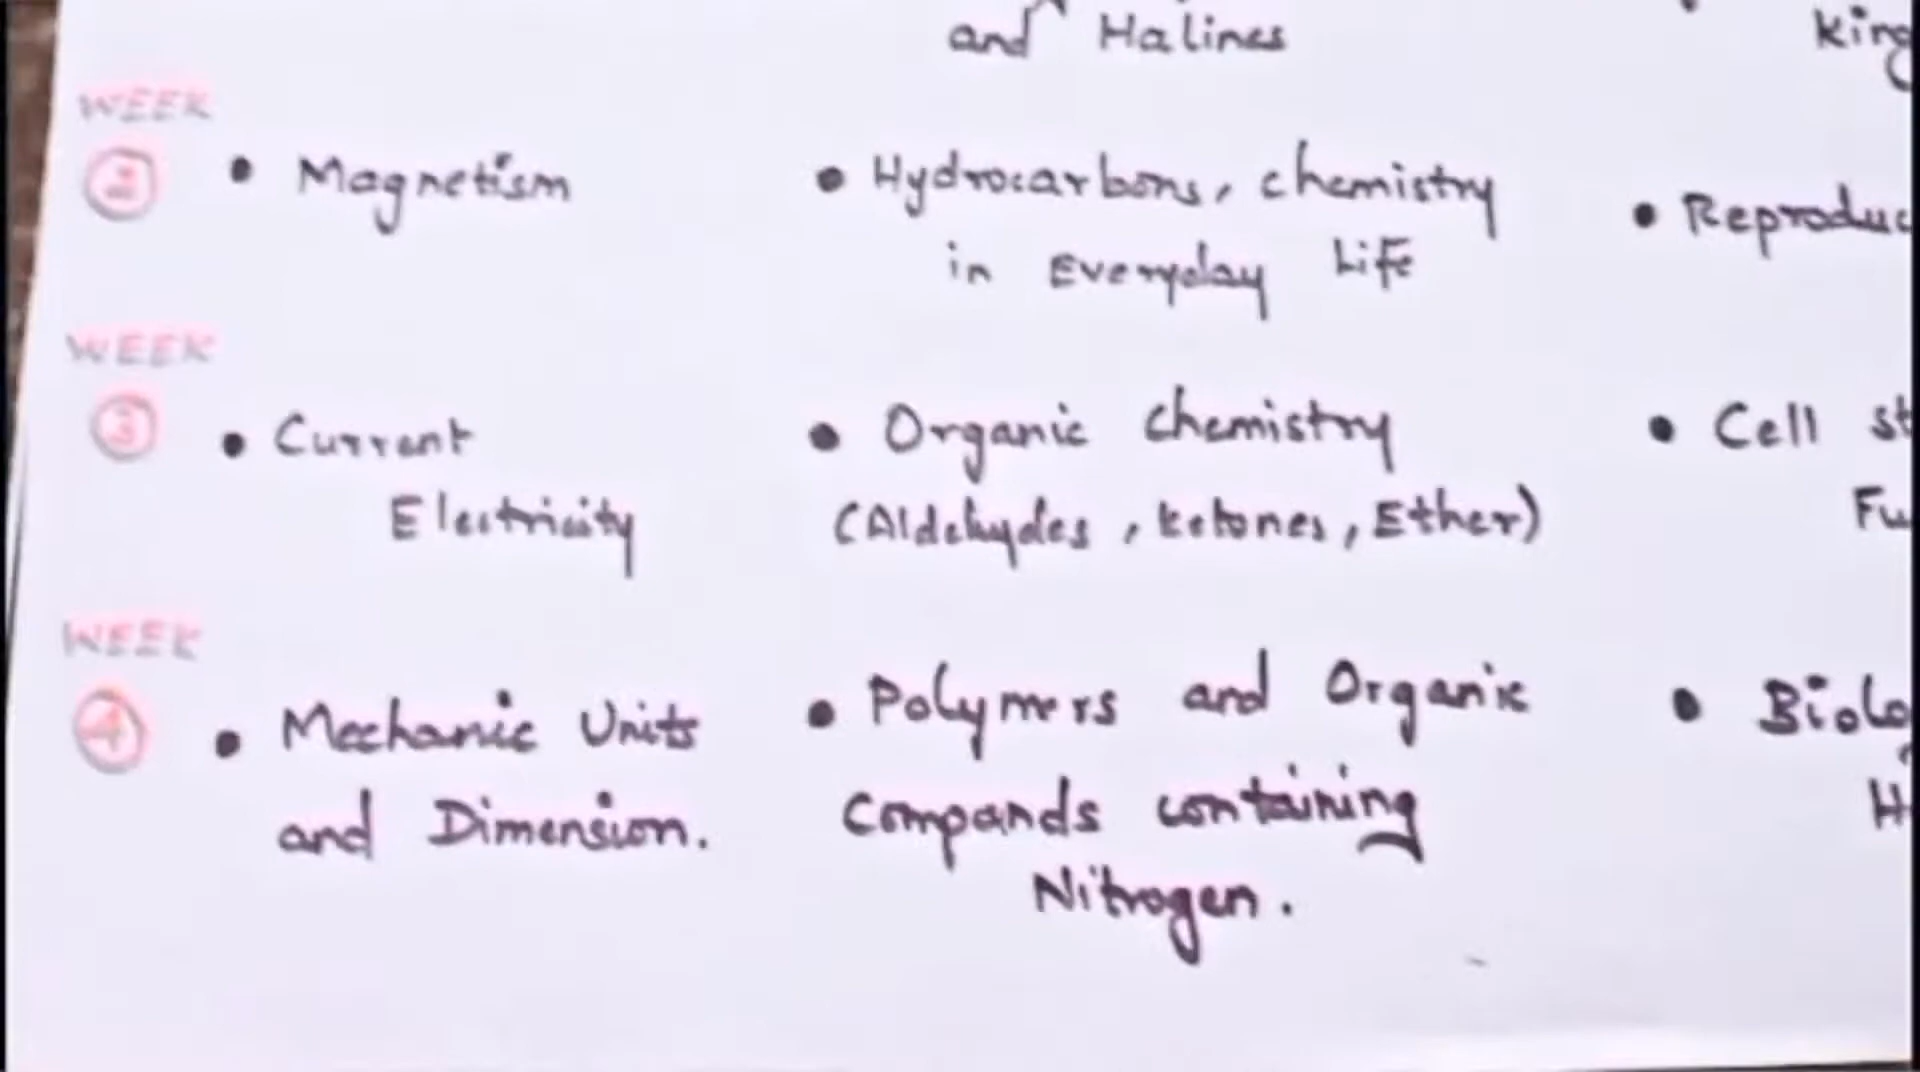 and Halines
WEEK
2
• Magnetism
• Hydrocarbons, chemistry
in Everyday Life
WEEK
3
• Current
Electricity
• Organic chemistry
(Aldehydes, ketones, Ether)
• Cell
WEEK
4
• Mechanic Units
and Dimension.
• Polymers and Organic
Compands containing
Nitrogen.